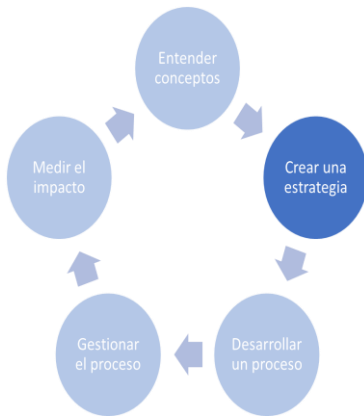 Entender
conceptos
Crear una
estrategia
Desarrollar
un proceso
Gestionar
el proceso
Medir el
impacto